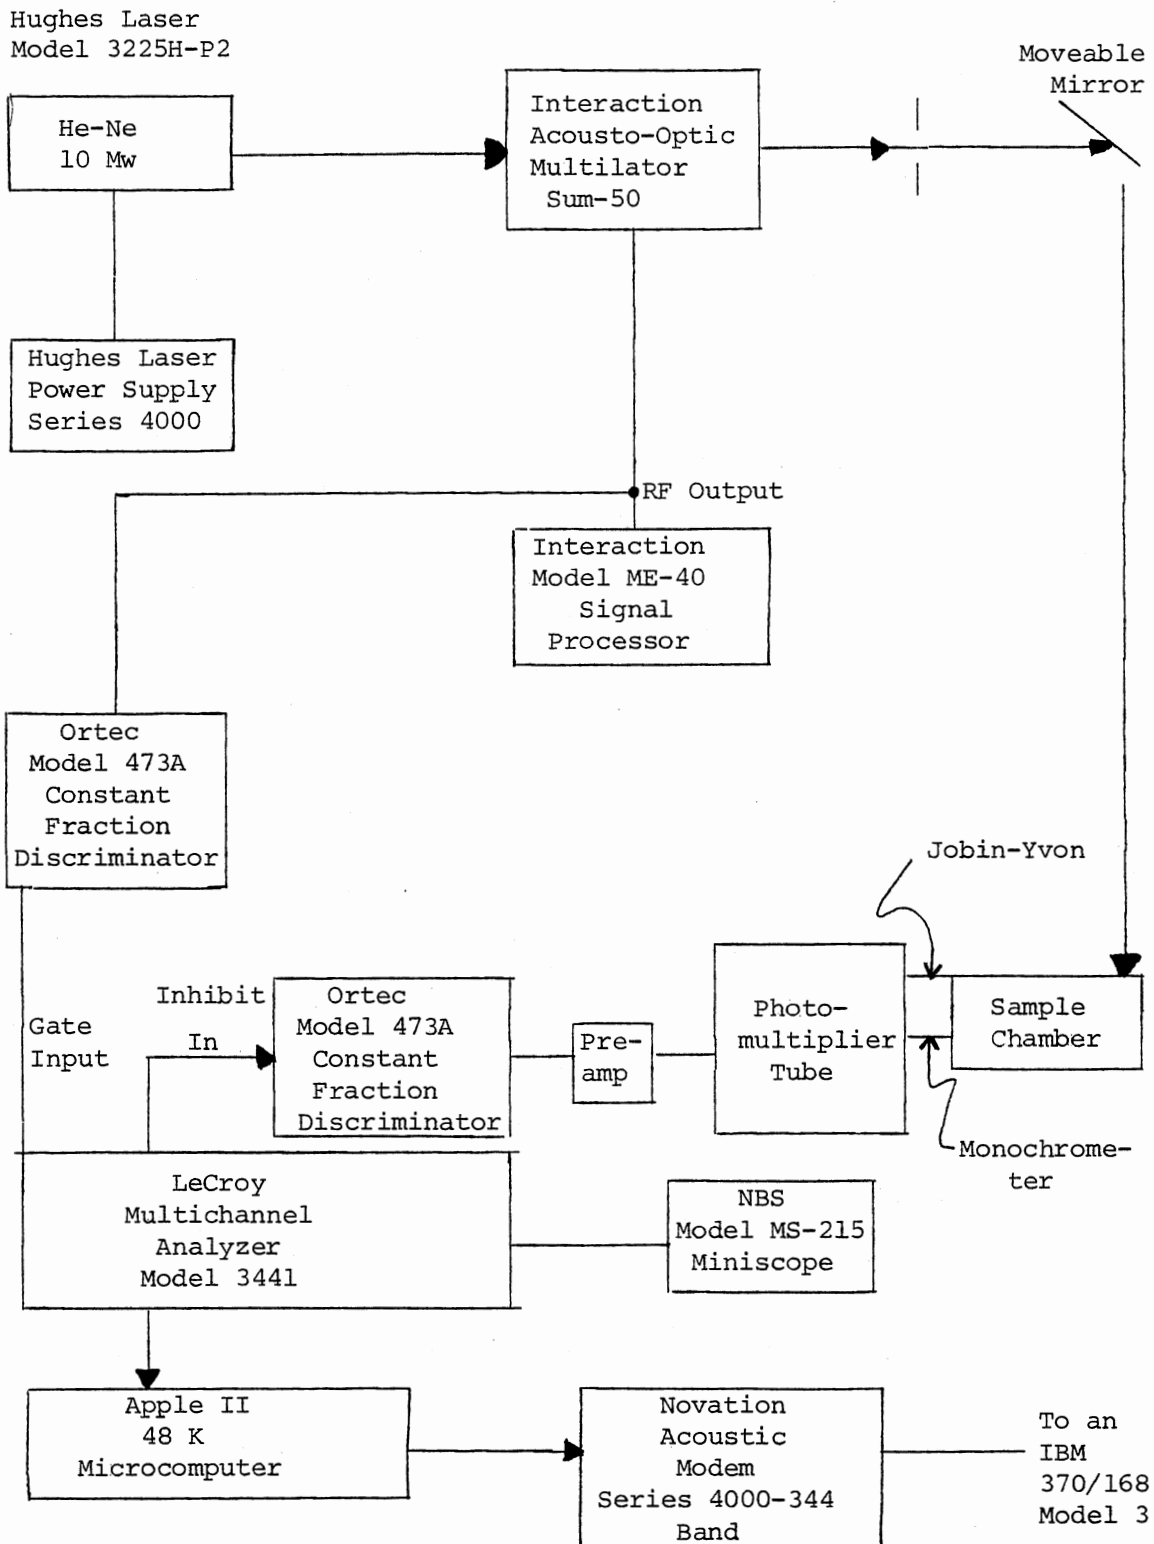 Hughes Laser
Model 3225H-P2
Moveable
Mirror
He-Ne
10 Mw
Interaction
Acousto-Optic
Multilator
Sum-50
Hughes Laser
Power Supply
Series 4000
RF Output
Interaction
Model ME-40
Signal
Processor
Ortec
Model 473A
Constant
Fraction
Discriminator
Jobin-Yvon
Gate
Input
Inhibit
In
Ortec
Model 473A
Constant
Fraction
Discriminator
Pre-
amp
Photo-
multiplier
Tube
Sample
Chamber
Monochrome-
ter
LeCroy
Multichannel
Analyzer
Model 3441
NBS
Model MS-215
Miniscope
Apple II
48 K
Microcomputer
Novation
Acoustic
Modem
Series 4000-344
Band
To an
IBM
370/168
Model 3